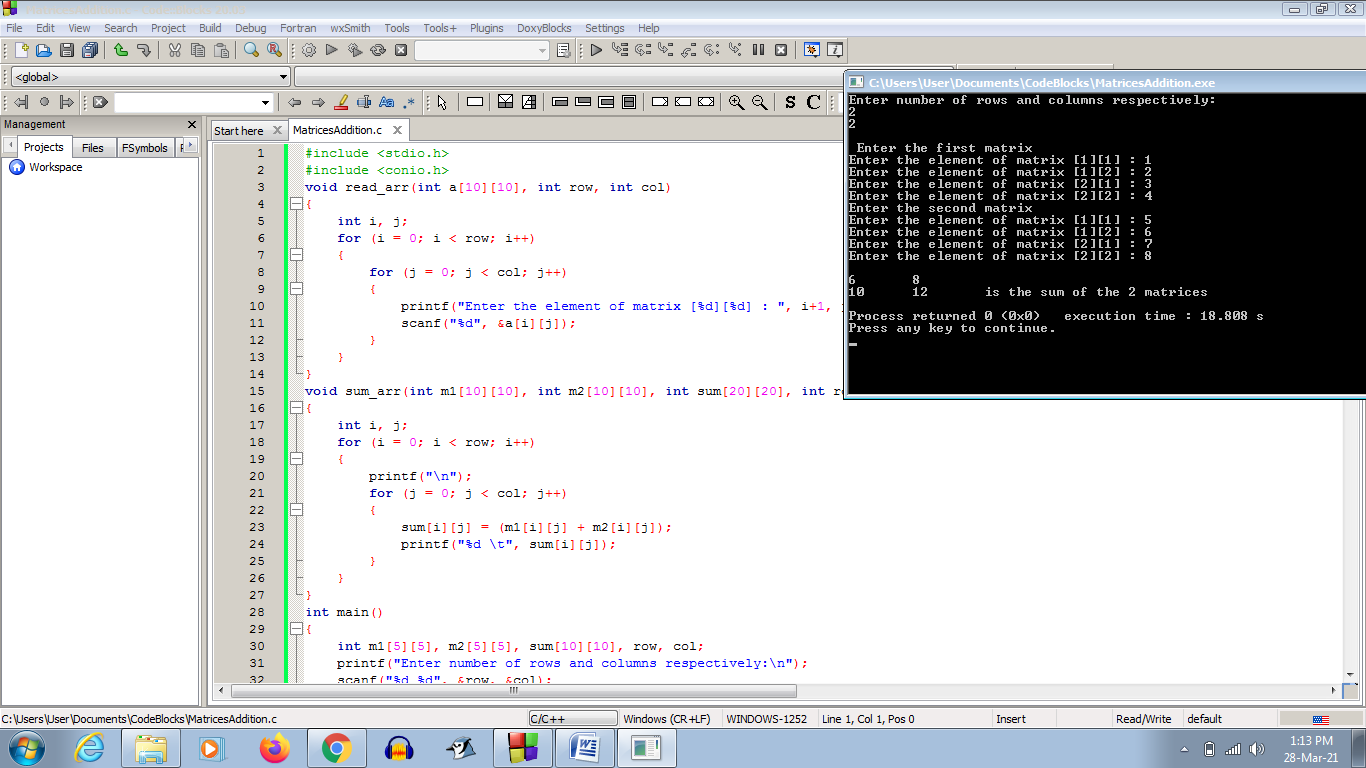 File Edit View Search Project Build Debug Fortran wxSmith Tools Tools+ Plugins DoxyBlocks Settings Help
<global>
S C
Management
Projects Files FSymbols
Workspace
Start here MatricesAddition.c
1 #include <stdio.h>
2 #include <conio.h>
3 void read_arr(int a[10][10], int row, int col)
4 {
5 int i, j;
6 for (i = 0; i < row; i++)
7 {
8 for (j = 0; j < col; j++)
9 {
10 printf("Enter the element of matrix [%d][%d] : ", i+1,
11 scanf("%d", &a[i][j]);
12 }
13 }
14 }
15 void sum_arr(int m1[10][10], int m2[10][10], int sum[20][20], int
16 {
17 int i, j;
18 for (i = 0; i < row; i++)
19 {
20 printf("\n");
21 for (j = 0; j < col; j++)
22 {
23 sum[i][j] = (m1[i][j] + m2[i][j]);
24 printf("%d \t", sum[i][j]);
25 }
26 }
27 }
28 int main()
29 {
30 int m1[5][5], m2[5][5], sum[10][10], row, col;
31 printf("Enter number of rows and columns respectively:\n");
32 scanf("%d %d", &row, &col);
C:\Users\User\Documents\CodeBlocks\MatricesAddition.exe
Enter number of rows and columns respectively:
2
2
Enter the first matrix
Enter the element of matrix [1][1] : 1
Enter the element of matrix [1][2] : 2
Enter the element of matrix [2][1] : 3
Enter the element of matrix [2][2] : 4
Enter the second matrix
Enter the element of matrix [1][1] : 5
Enter the element of matrix [1][2] : 6
Enter the element of matrix [2][1] : 7
Enter the element of matrix [2][2] : 8
6 8
10 12 is the sum of the 2 matrices
Process returned 0 (0x0) execution time : 18.808 s
Press any key to continue.
C:\Users\User\Documents\CodeBlocks\MatricesAddition.c C/C++ Windows (CR+LF) WINDOWS-1252 Line 1, Col 1, Pos 0 Insert Read/Write default
1:13 PM
28-Mar-21